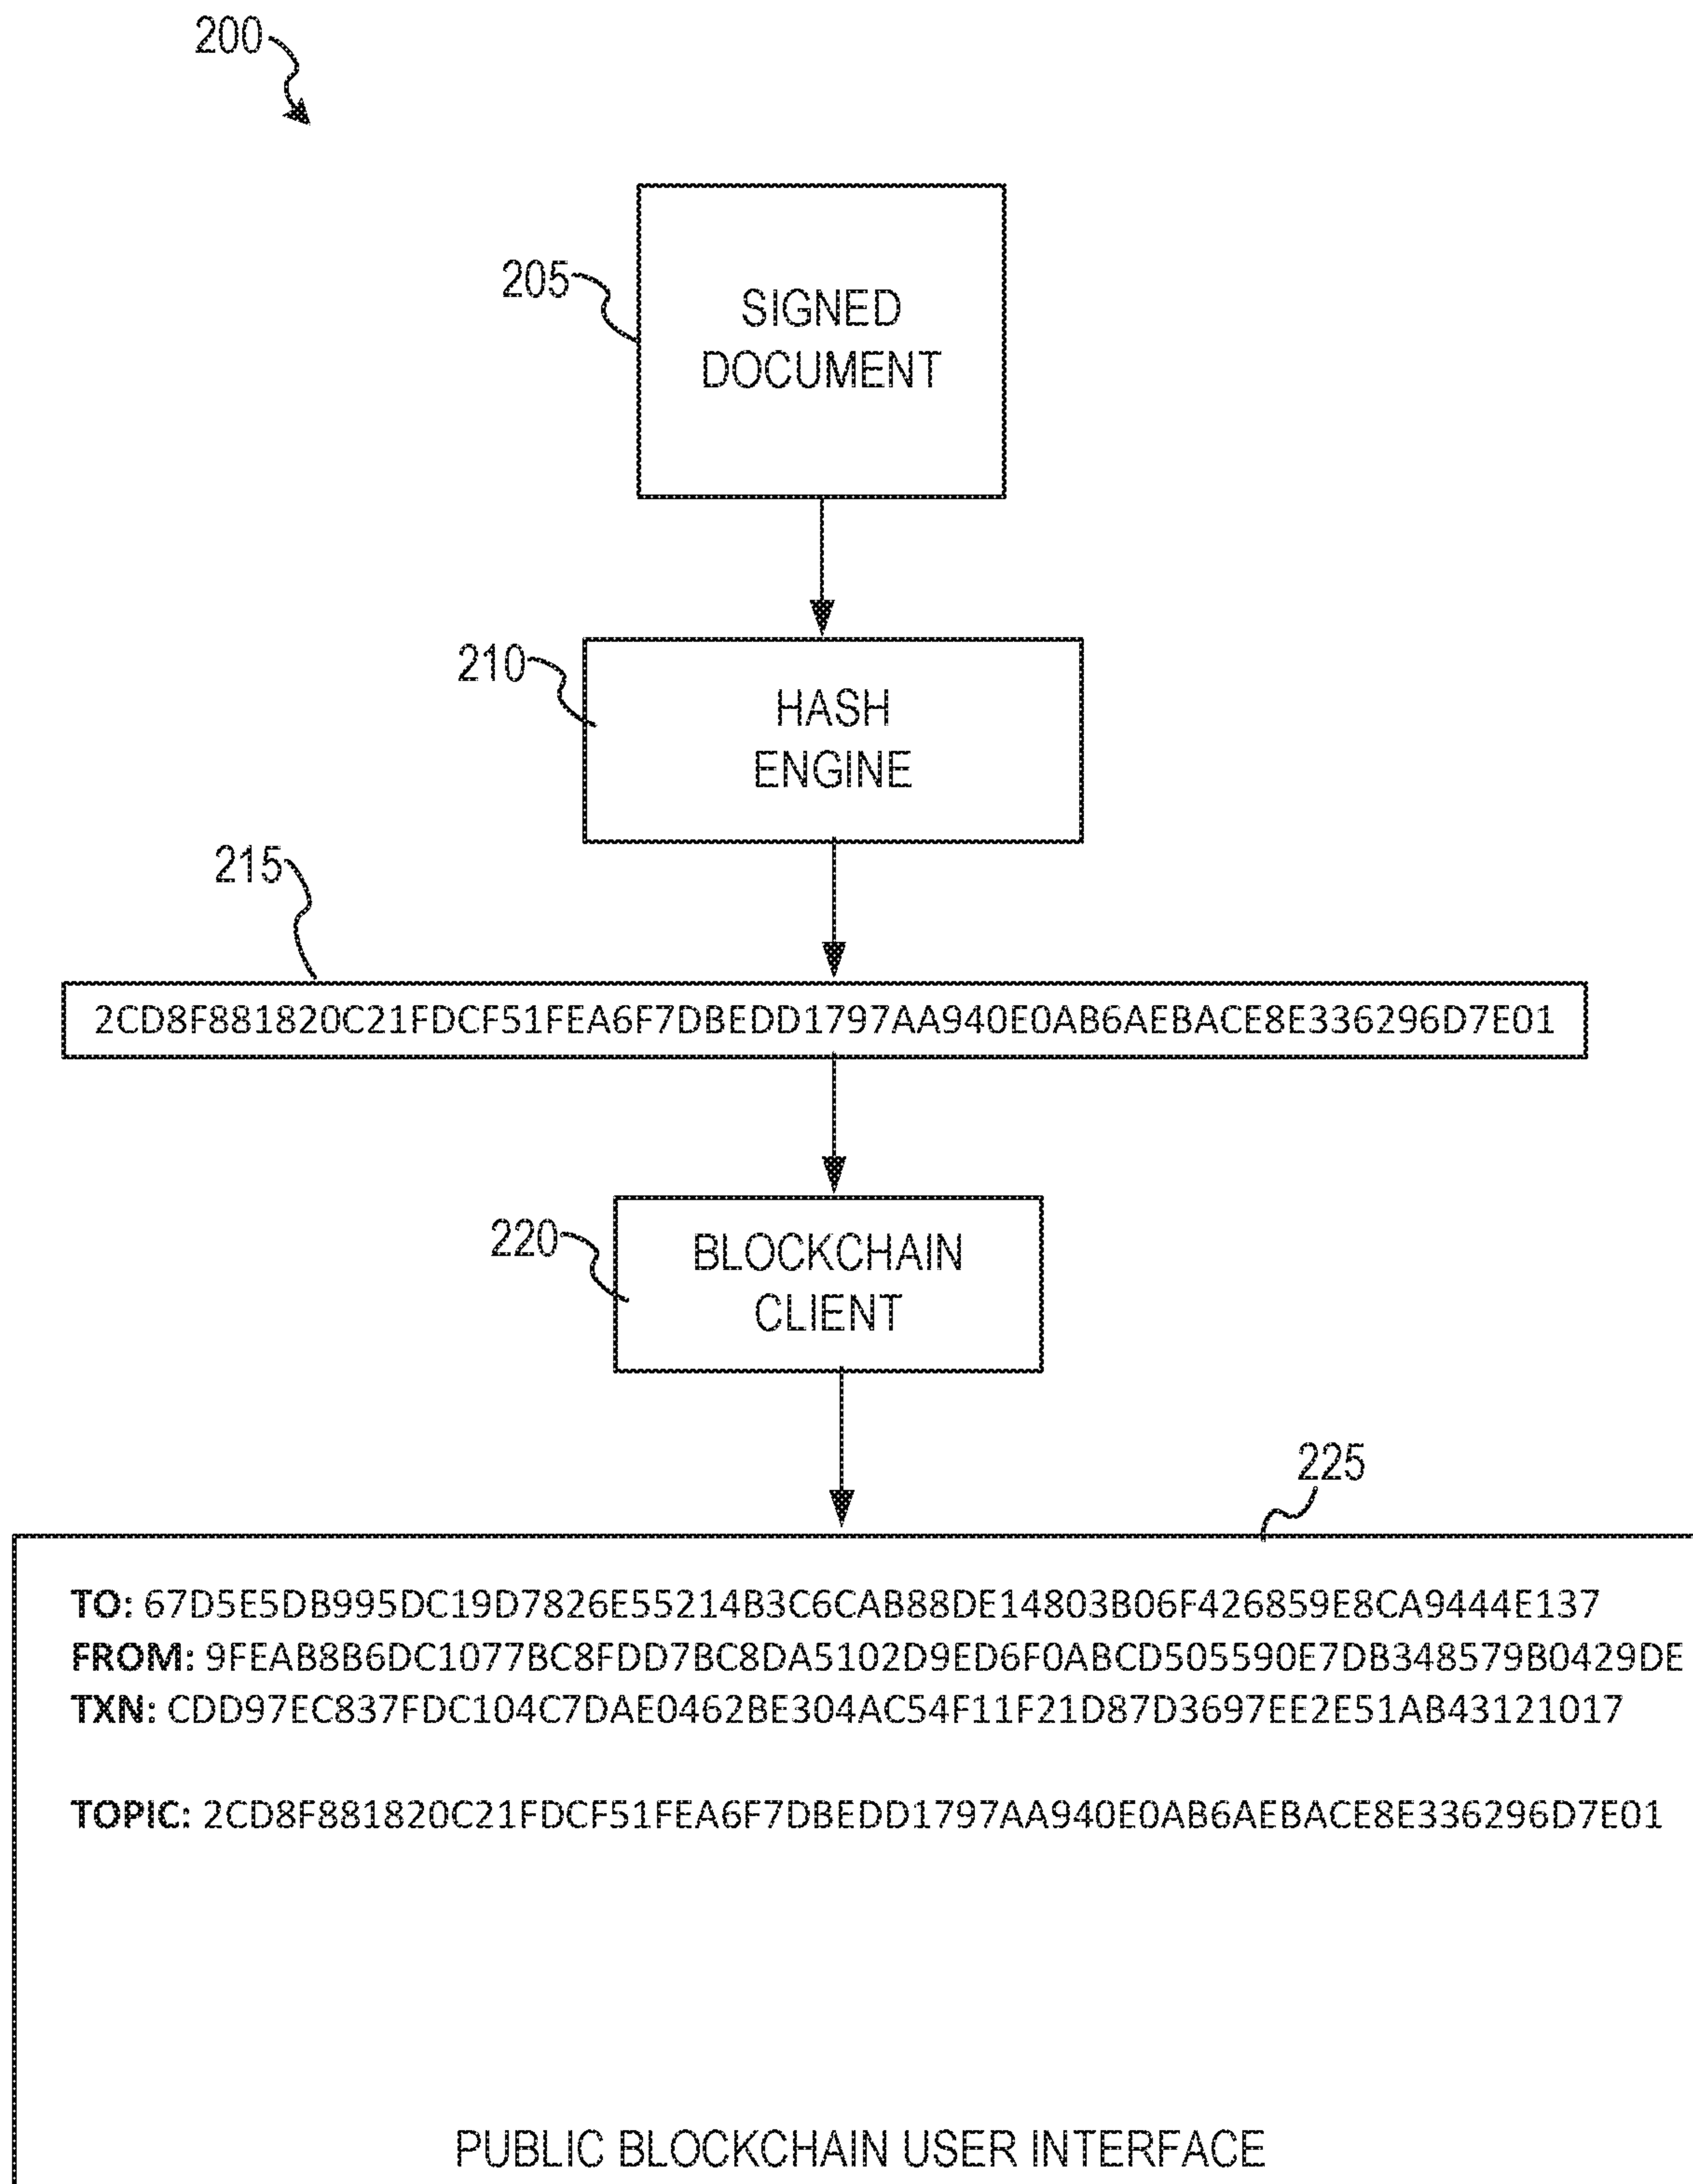 200
205
SIGNED
DOCUMENT
210
HASH
ENGINE
215
2CD8F881820C21FDCF51FEA6F7DBEDD1797AA940E0AB6AEBACE8E336296D7E01
220
BLOCKCHAIN
CLIENT
225
TO: 67D5E5DB995DC19D7826E55214B3C6CAB88DE14803B06F426859E8CA9444E137
FROM: 9FEAB8B6DC1077BC8FDD7BC8DA5102D9ED6F0ABCD505590E7DB348579B0429DE
TXN: CDD97EC837FDC104C7DAE0462BE304AC54F11F21D87D3697EE2E51AB43121017
TOPIC: 2CD8F881820C21FDCF51FEA6F7DBEDD1797AA940E0AB6AEBACE8E336296D7E01
PUBLIC BLOCKCHAIN USER INTERFACE